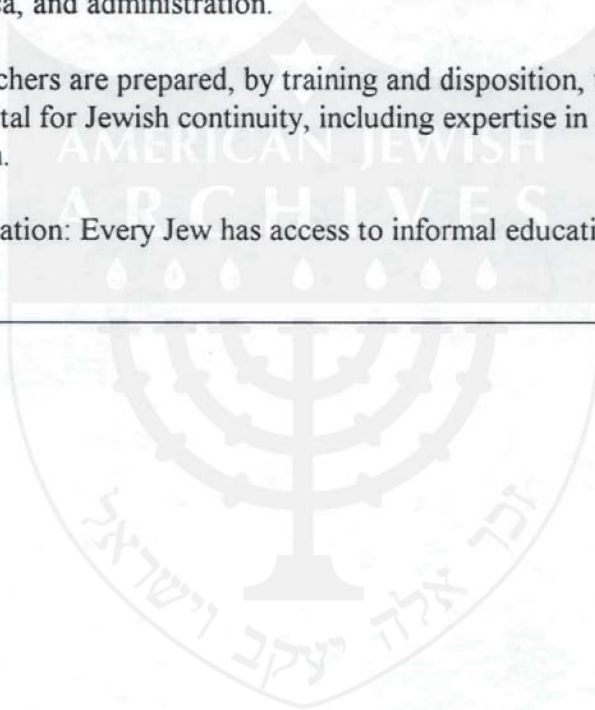 a, and administration.
chers are prepared, by training and disposition,
tal for Jewish continuity, including expertise in
AMERICAN JEWISH
ARCHIVES
ation: Every Jew has access to informal educati
זכר אלה יעקב וישראל